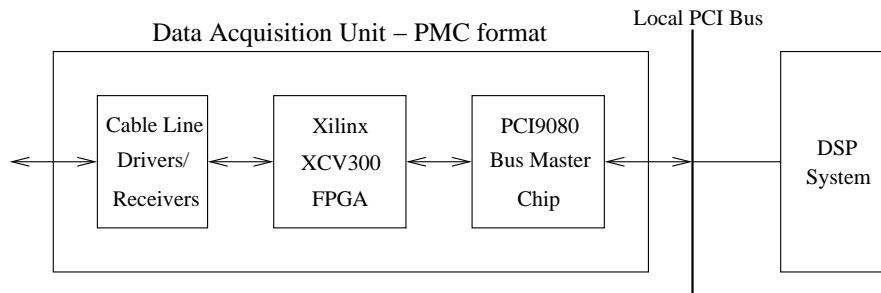 Local PCI Bus
Data Acquisition Unit – PMC format
Cable Line
Drivers/
Receivers
Xilinx
XCV300
FPGA
PCI9080
Bus Master
Chip
DSP
System